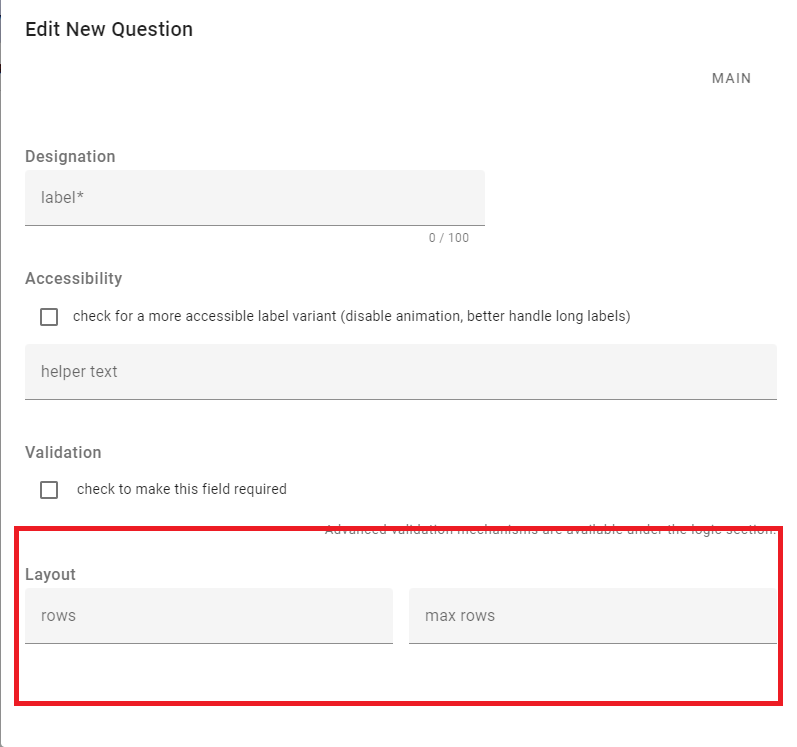 Edit New Question
MAIN
Designation
label*
0 / 100
Accessibility
check for a more accessible label variant (disable animation, better handle long labels)
helper text
Validation
check to make this field required
Advanced validation mechanisms are available under the logic section.
Layout
rows
max rows